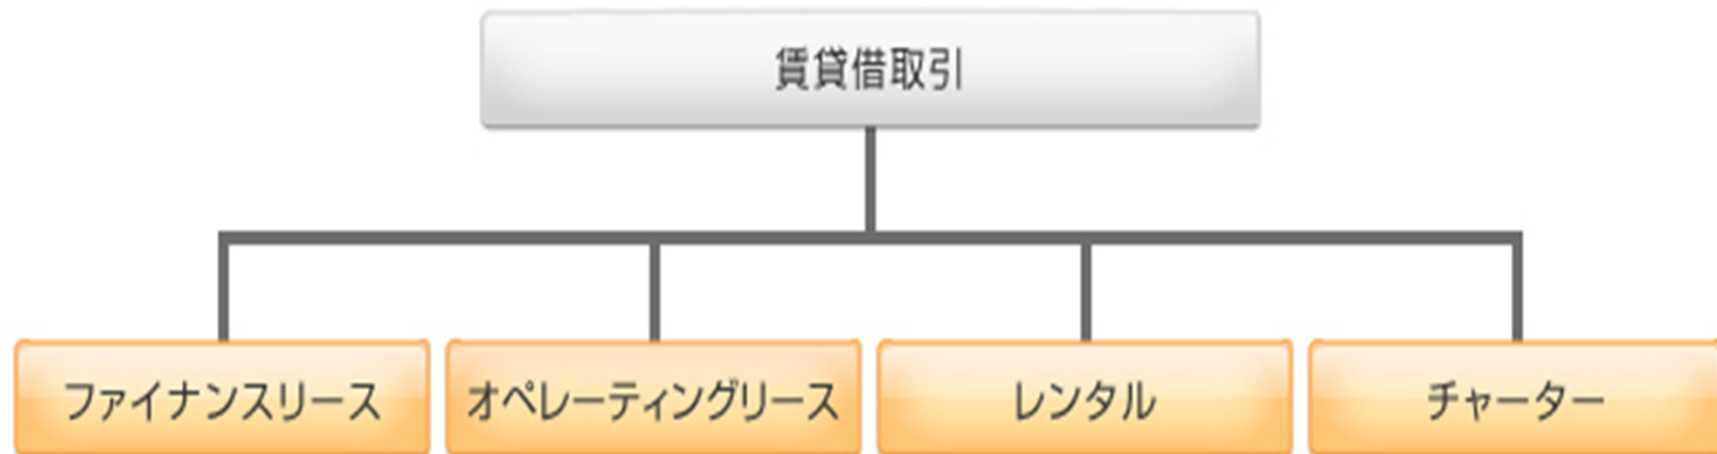 賃貸借取引
ファイナンスリース
オペレーティングリース
レンタル
チャーター